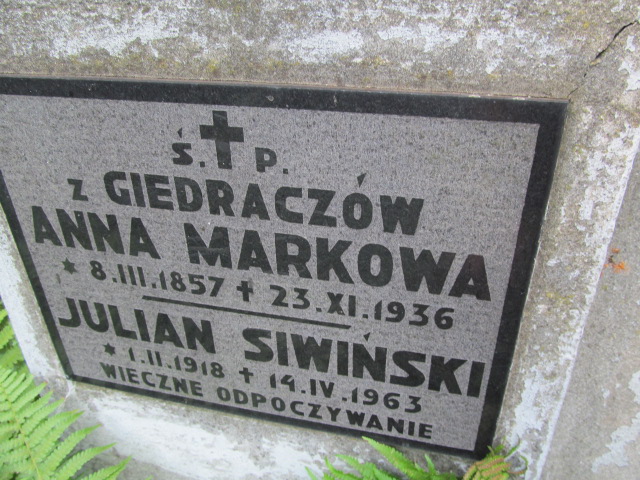 Ś. ✝ P.
z GIEDRACZÓW
ANNA MARKOWA
* 8.III.1857 ✝ 23.XI.1936
JULIAN SIWIŃSKI
* 1.II.1918 ✝ 14.IV.1963
WIECZNE ODPOCZYWANIE